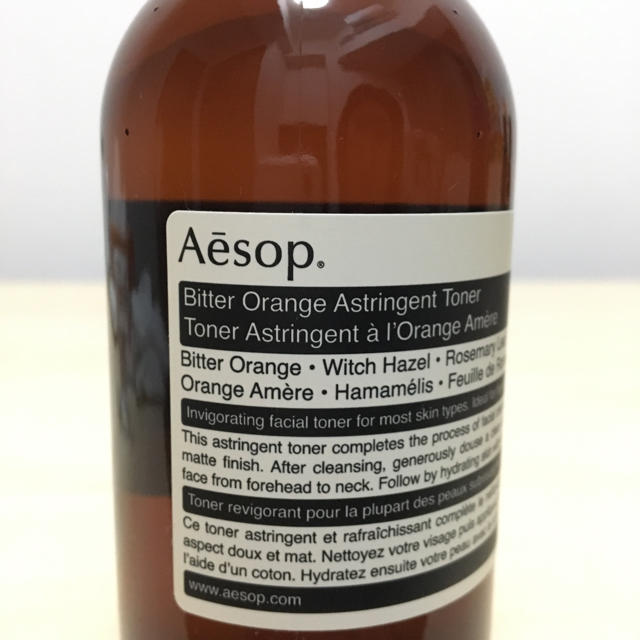 Aēsop®
Bitter Orange Astringent Toner
Toner Astringent à l'Orange Amère
Bitter Orange • Witch Hazel • Rosemary
Orange Amère • Hamamélis • Feuille de
Invigorating facial toner for most skin types.
This astringent toner completes the process of facial
matte finish. After cleansing, generously douse a
face from forehead to neck. Follow by hydrating
Toner revigorant pour la plupart des peaux
Ce toner astringent et rafraîchissant complète le
aspect doux et mat. Nettoyez votre visage puis
l'aide d'un coton. Hydratez ensuite votre peau
www.aesop.com